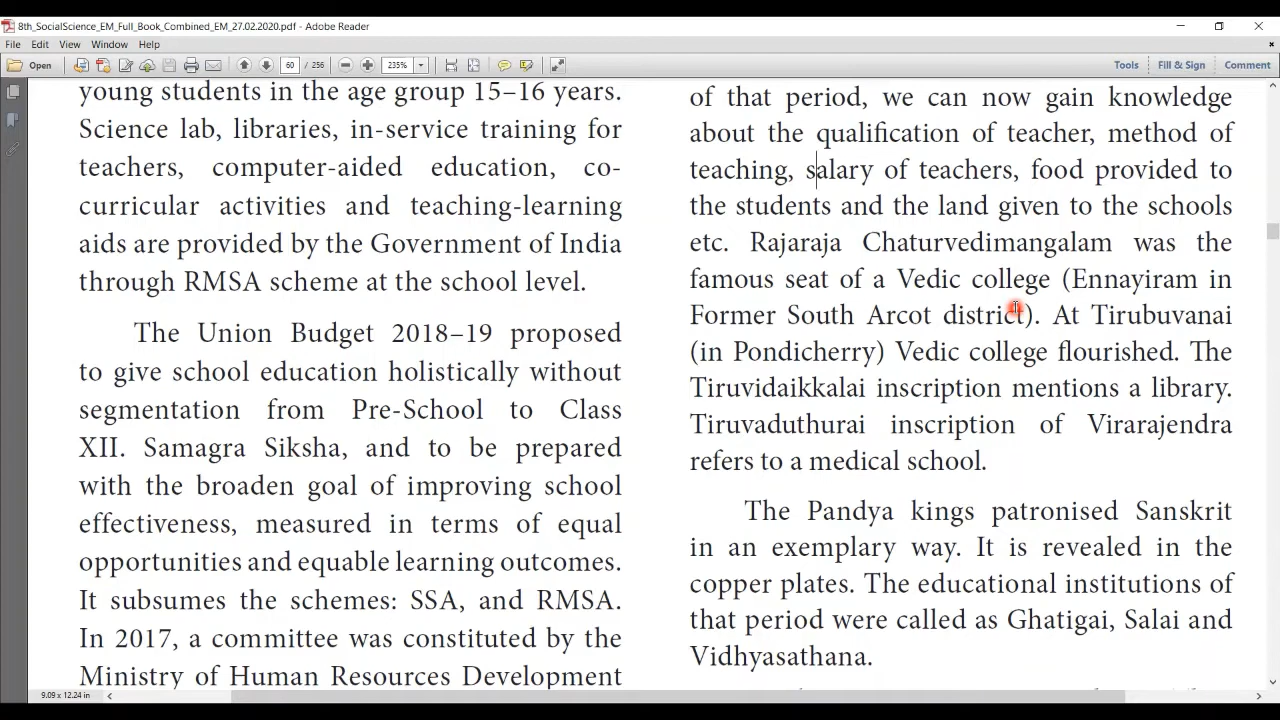 8th_SocialScience_EM_Full_Book_Combined_EM_27.02.2020.pdf - Adobe Reader
File Edit View Window Help
Open 60 / 256 235% Tools Fill & Sign Comment
young students in the age group 15–16 years.
Science lab, libraries, in-service training for
teachers, computer-aided education, co-
curricular activities and teaching-learning
aids are provided by the Government of India
through RMSA scheme at the school level.
The Union Budget 2018–19 proposed
to give school education holistically without
segmentation from Pre-School to Class
XII. Samagra Siksha, and to be prepared
with the broaden goal of improving school
effectiveness, measured in terms of equal
opportunities and equable learning outcomes.
It subsumes the schemes: SSA, and RMSA.
In 2017, a committee was constituted by the
Ministry of Human Resources Development
of that period, we can now gain knowledge
about the qualification of teacher, method of
teaching, salary of teachers, food provided to
the students and the land given to the schools
etc. Rajaraja Chaturvedimangalam was the
famous seat of a Vedic college (Ennayiram in
Former South Arcot district). At Tirubuvanai
(in Pondicherry) Vedic college flourished. The
Tiruvidaikkalai inscription mentions a library.
Tiruvaduthurai inscription of Virarajendra
refers to a medical school.
The Pandya kings patronised Sanskrit
in an exemplary way. It is revealed in the
copper plates. The educational institutions of
that period were called as Ghatigai, Salai and
Vidhyasathana.
9.09 x 12.24 in